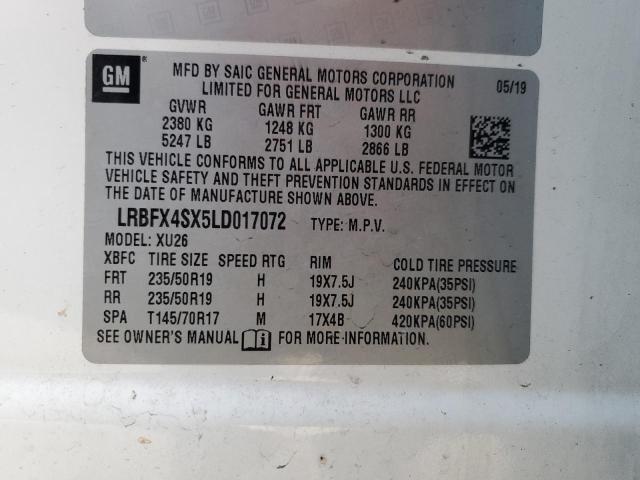 GM
GM GM
GM ® MFD BY SAIC GENERAL MOTORS CORPORATION 05/19
LIMITED FOR GENERAL MOTORS LLC
GVWR GAWR FRT GAWR RR
2380 KG 1248 KG 1300 KG
5247 LB 2751 LB 2866 LB
THIS VEHICLE CONFORMS TO ALL APPLICABLE U.S. FEDERAL MOTOR
VEHICLE SAFETY AND THEFT PREVENTION STANDARDS IN EFFECT ON
THE DATE OF MANUFACTURE SHOWN ABOVE.
LRBFX4SX5LD017072 TYPE: M.P.V.
MODEL: XU26
XBFC TIRE SIZE SPEED RTG RIM COLD TIRE PRESSURE
FRT 235/50R19 H 19X7.5J 240KPA(35PSI)
RR 235/50R19 H 19X7.5J 240KPA(35PSI)
SPA T145/70R17 M 17X4B 420KPA(60PSI)
SEE OWNER'S MANUAL i FOR MORE INFORMATION.